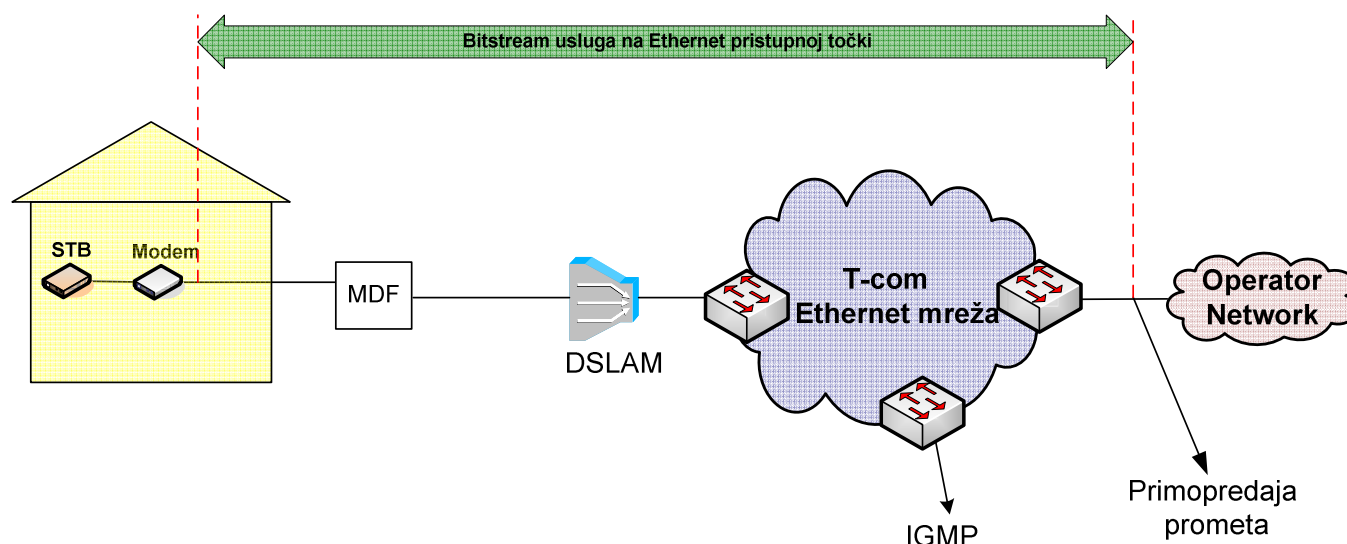 Bitstream usluga na Ethernet pristupnoj točki
STB
Modem
MDF
DSLAM
T-com
Ethernet mreža
Operator
Network
IGMP
Primopredaja
prometa